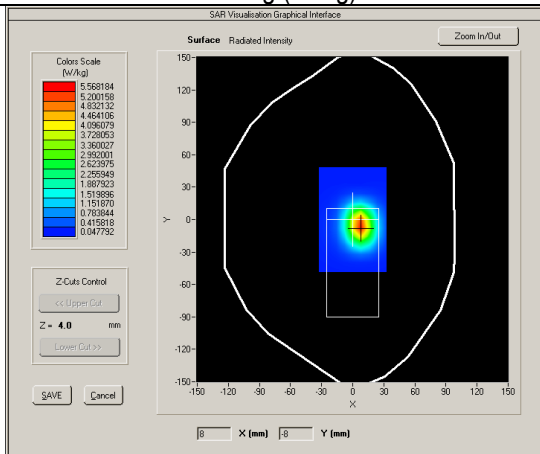 SAR Visualisation Graphical Interface
Surface Radiated Intensity
Zoom In/Out
Colors Scale
(W/kg)
5.568184
5.200158
4.832132
4.464106
4.096079
3.728053
3.360027
2.992001
2.623975
2.255949
1.887923
1.519896
1.151870
0.783844
0.415818
0.047792
150
120
90
60
30
0
-30
-60
-90
-120
-150
Y
-150 -120 -90 -60 -30 0 30 60 90 120 150
X
Z-Cuts Control
<< Upper Cut
Z = 4.0 mm
Lower Cut >>
SAVE Cancel
8 X (mm) -8 Y (mm)